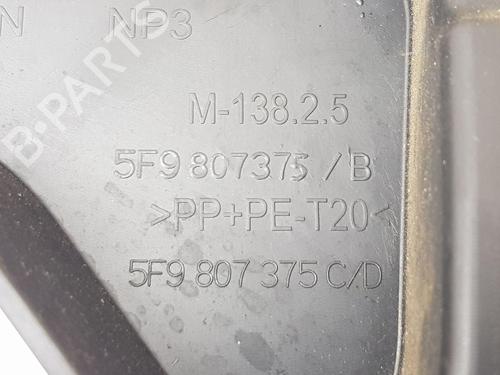 N NP3
M-138.2.5
5F9 807375 /B
>PP+PE-T20<
5F9 807 375 C/D
B-PARTS